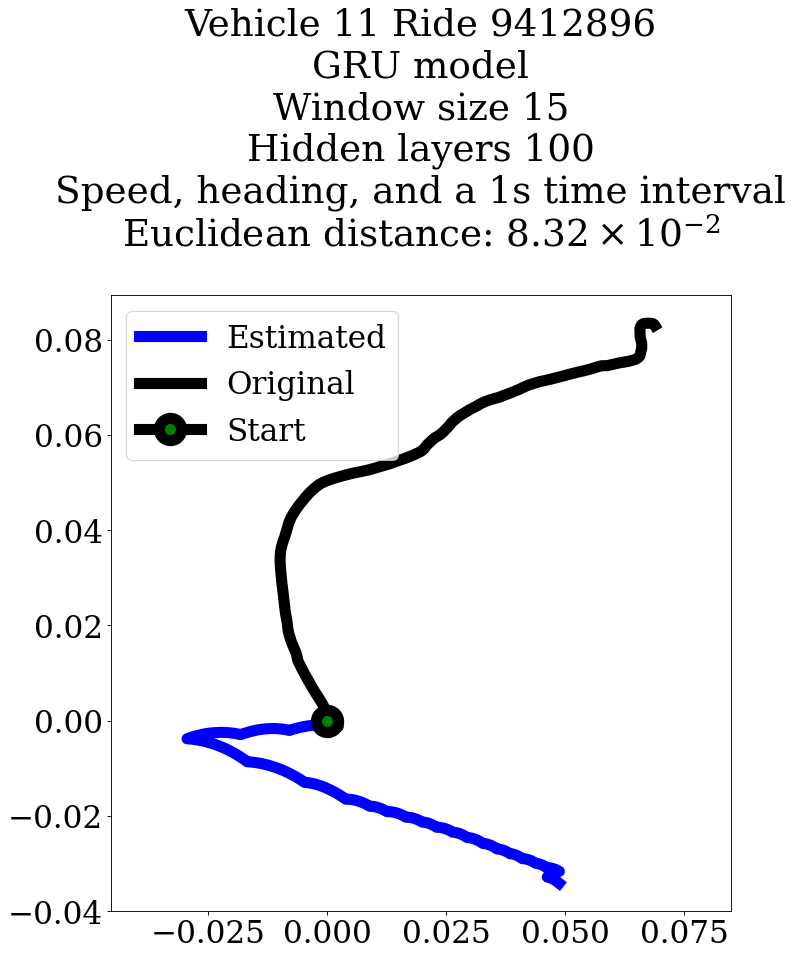 Vehicle 11 Ride 9412896
GRU model
Window size 15
Hidden layers 100
Speed, heading, and a 1s time interval
Euclidean distance: 8.32 × 10⁻²
Estimated
Original
Start
0.08
0.06
0.04
0.02
0.00
−0.02
−0.04
−0.025 0.000 0.025 0.050 0.075